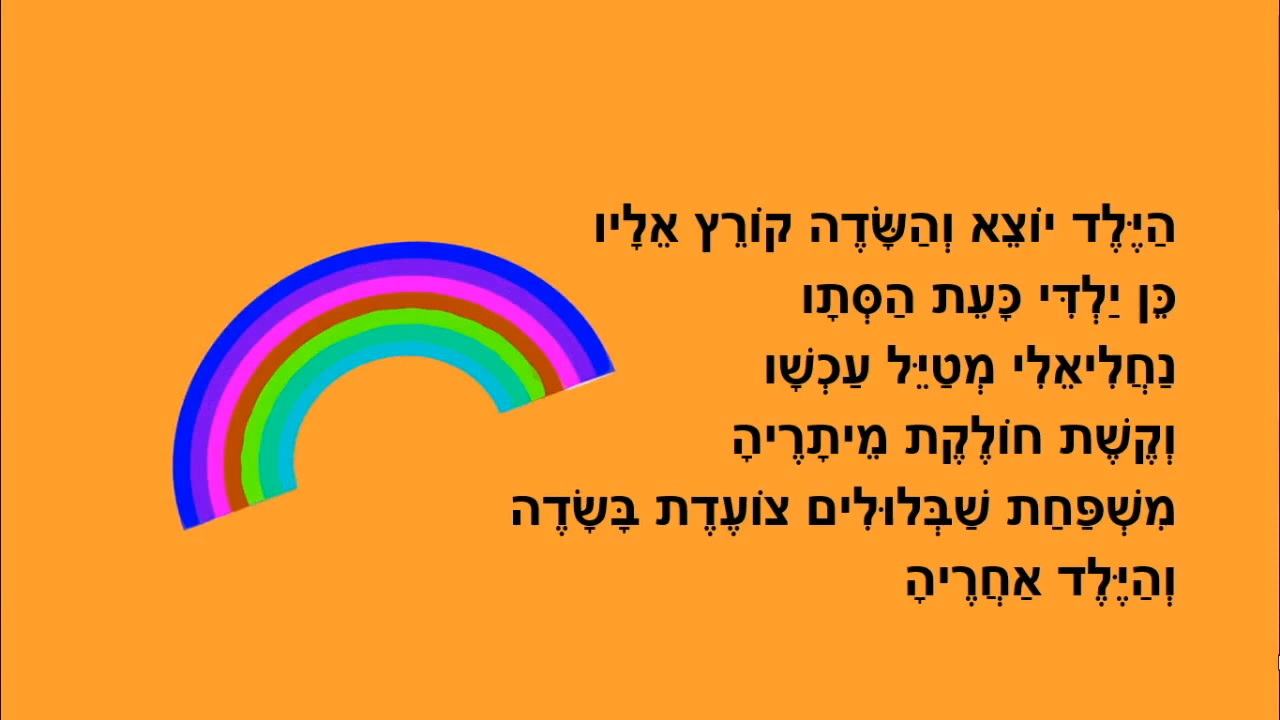 הַיֶּלֶד יוֹצֵא וְהַשָּׂדֶה קוֹרֵץ אֵלָיו
כֵּן יַלְדִּי כָּעֵת הַסְּתָו
נַחֲלִיאֵלִי מְטַיֵּל עַכְשָׁו
וְקֶשֶׁת חוֹלֶקֶת מֵיתָרֶיהָ
מִשְׁפַּחַת שַׁבְּלוּלִים צוֹעֶדֶת בָּשָׂדֶה
וְהַיֶּלֶד אַחֲרֶיהָ